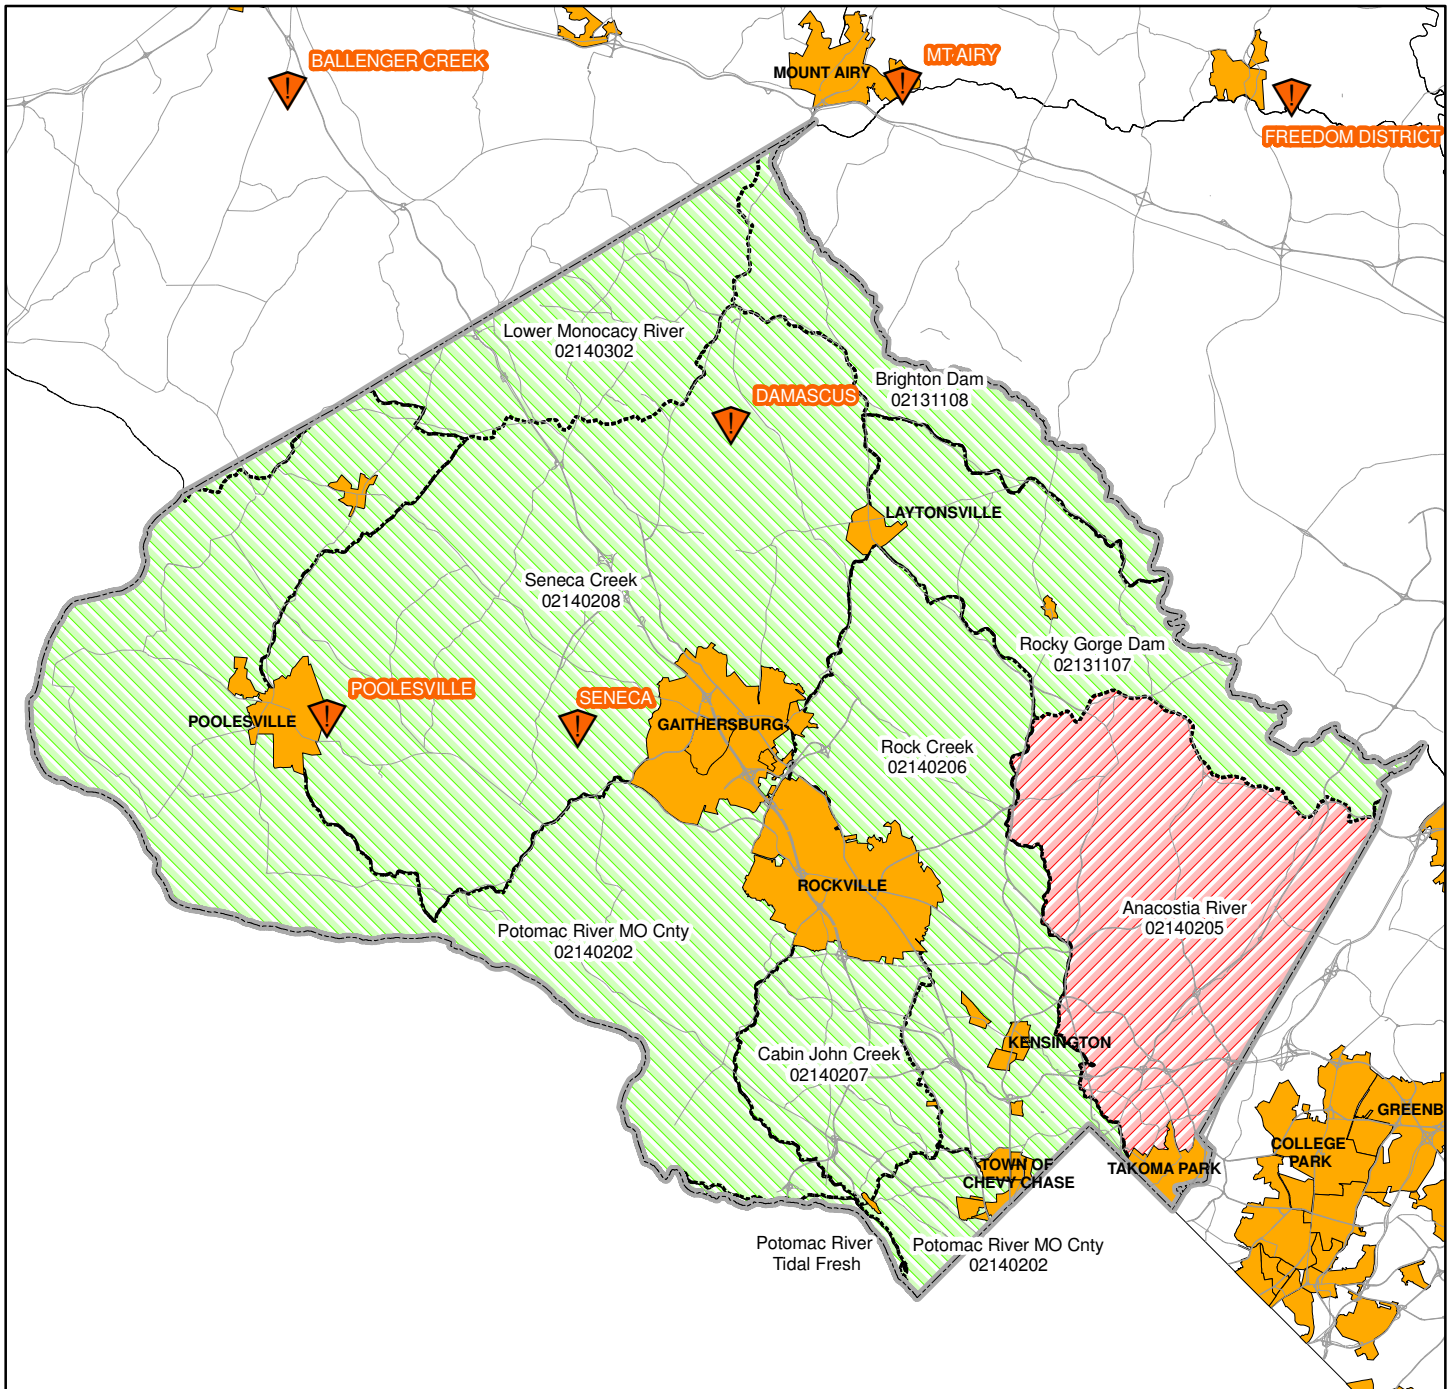 BALLENGER CREEK
MOUNT AIRY
MT AIRY
FREEDOM DISTRICT
Lower Monocacy River
02140302
Brighton Dam
02131108
DAMASCUS
LAYTONSVILLE
Seneca Creek
02140208
Rocky Gorge Dam
02131107
POOLESVILLE
POOLESVILLE
SENECA
GAITHERSBURG
Rock Creek
02140206
ROCKVILLE
Anacostia River
02140205
Potomac River MO Cnty
02140202
KENSINGTON
Cabin John Creek
02140207
GREENB
COLLEGE
PARK
TOWN OF
CHEVY CHASE
TAKOMA PARK
Potomac River
Tidal Fresh
Potomac River MO Cnty
02140202